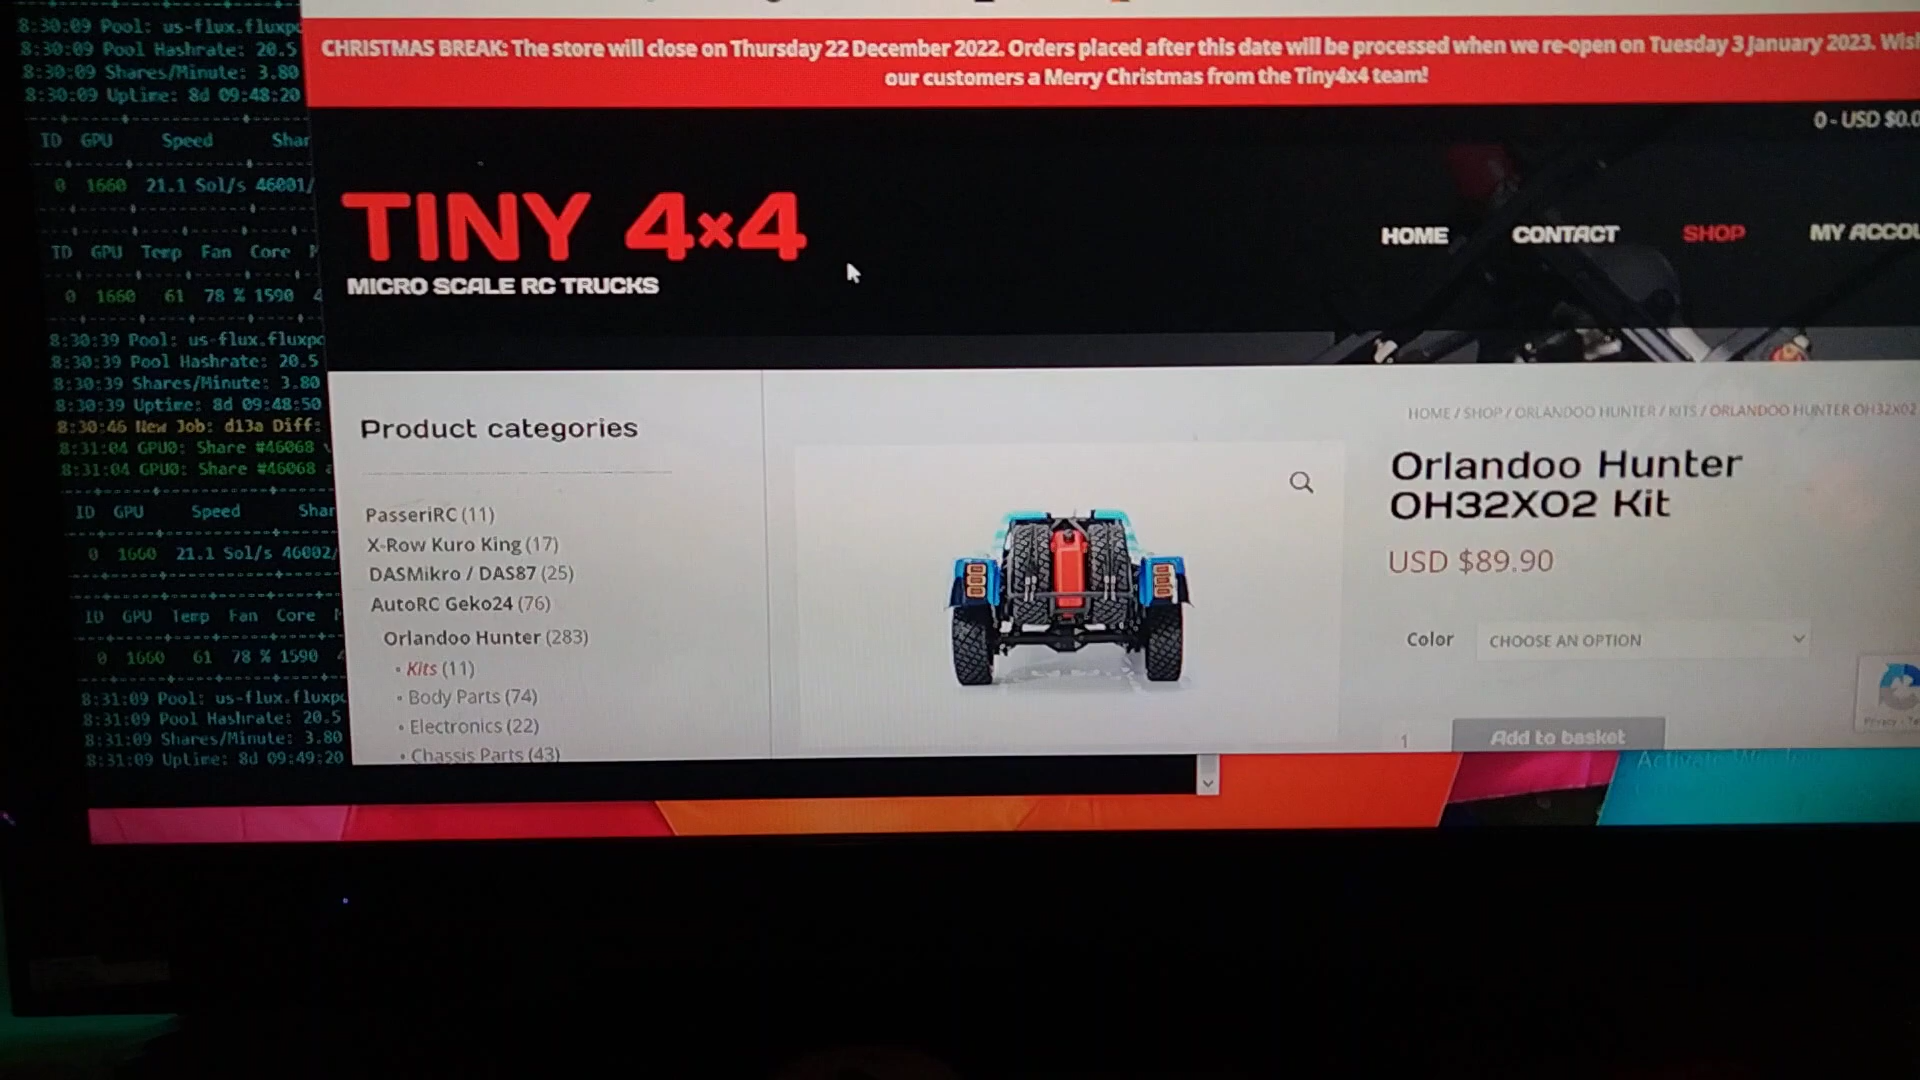 8:30:09 Pool: us-flux.fluxpo
8:30:09 Pool Hashrate: 20.5
8:30:09 Shares/Minute: 3.80
8:30:09 Uptime: 8d 09:48:20
ID GPU Speed Shar
0 1660 21.1 Sol/s 46001/
ID GPU Temp Fan Core M
0 1660 61 78 % 1590 4
8:30:39 Pool: us-flux.fluxpo
8:30:39 Pool Hashrate: 20.5
8:30:39 Shares/Minute: 3.80
8:30:39 Uptime: 8d 09:48:50
8:30:46 New Job: d13a Diff:
8:31:04 GPU0: Share #46068 v
8:31:04 GPU0: Share #46068 a
ID GPU Speed Shar
0 1660 21.1 Sol/s 46002/
ID GPU Temp Fan Core M
0 1660 61 78 % 1590 4
8:31:09 Pool: us-flux.fluxpo
8:31:09 Pool Hashrate: 20.5
8:31:09 Shares/Minute: 3.80
8:31:09 Uptime: 8d 09:49:20
CHRISTMAS BREAK: The store will close on Thursday 22 December 2022. Orders placed after this date will be processed when we re-open on Tuesday 3 January 2023. Wish
our customers a Merry Christmas from the Tiny4x4 team!
0 - USD $0.0
TINY 4×4
MICRO SCALE RC TRUCKS
HOME CONTACT SHOP MY ACCOU
Product categories
PasseriRC (11)
X-Row Kuro King (17)
DASMikro / DAS87 (25)
AutoRC Geko24 (76)
Orlandoo Hunter (283)
• Kits (11)
• Body Parts (74)
• Electronics (22)
• Chassis Parts (43)
HOME / SHOP / ORLANDOO HUNTER / KITS / ORLANDOO HUNTER OH32X02
Orlandoo Hunter
OH32X02 Kit
USD $89.90
Color CHOOSE AN OPTION
1 Add to basket
Privacy - Te
Activate Windows